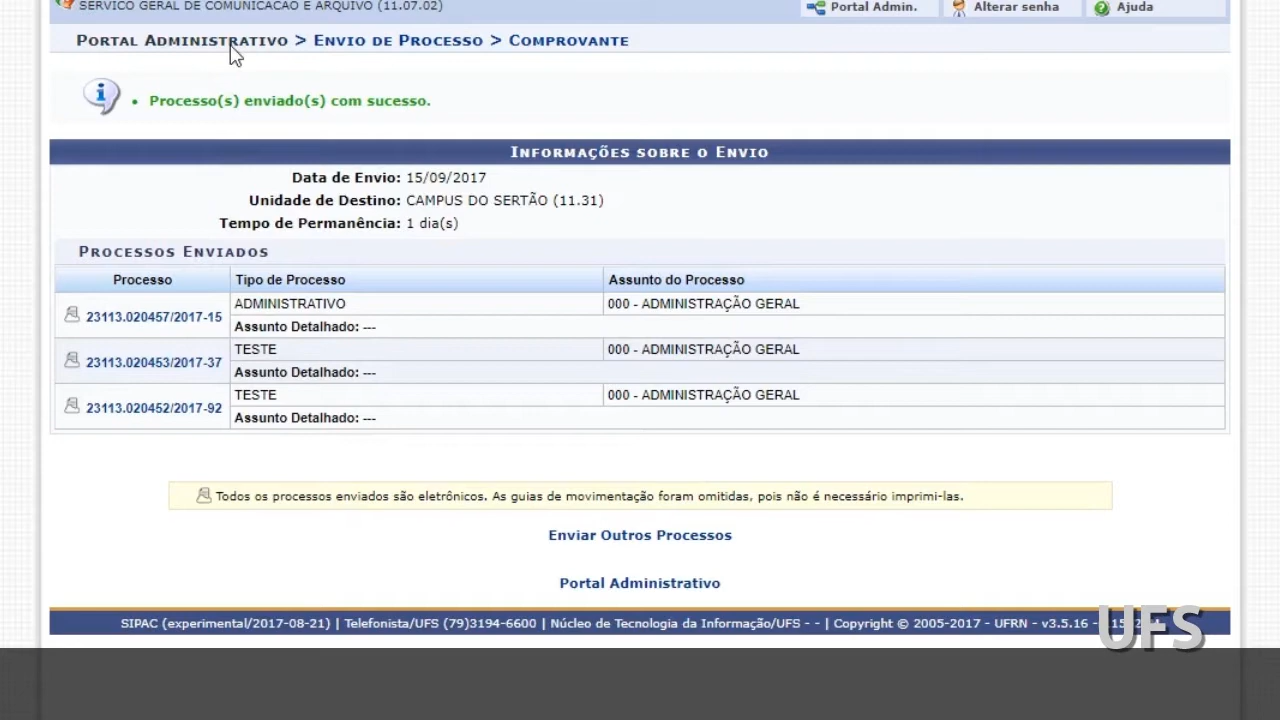 SERVICO GERAL DE COMUNICACAO E ARQUIVO (11.07.02)
Portal Admin. Alterar senha Ajuda
PORTAL ADMINISTRATIVO > ENVIO DE PROCESSO > COMPROVANTE
• Processo(s) enviado(s) com sucesso.
INFORMAÇÕES SOBRE O ENVIO
Data de Envio: 15/09/2017
Unidade de Destino: CAMPUS DO SERTÃO (11.31)
Tempo de Permanência: 1 dia(s)
PROCESSOS ENVIADOS
Processo Tipo de Processo Assunto do Processo
23113.020457/2017-15 ADMINISTRATIVO 000 - ADMINISTRAÇÃO GERAL
Assunto Detalhado: ---
23113.020453/2017-37 TESTE 000 - ADMINISTRAÇÃO GERAL
Assunto Detalhado: ---
23113.020452/2017-92 TESTE 000 - ADMINISTRAÇÃO GERAL
Assunto Detalhado: ---
Todos os processos enviados são eletrônicos. As guias de movimentação foram omitidas, pois não é necessário imprimi-las.
Enviar Outros Processos
Portal Administrativo
SIPAC (experimental/2017-08-21) | Telefonista/UFS (79)3194-6600 | Núcleo de Tecnologia da Informação/UFS - - | Copyright © 2005-2017 - UFRN - v3.5.16 -
UFS